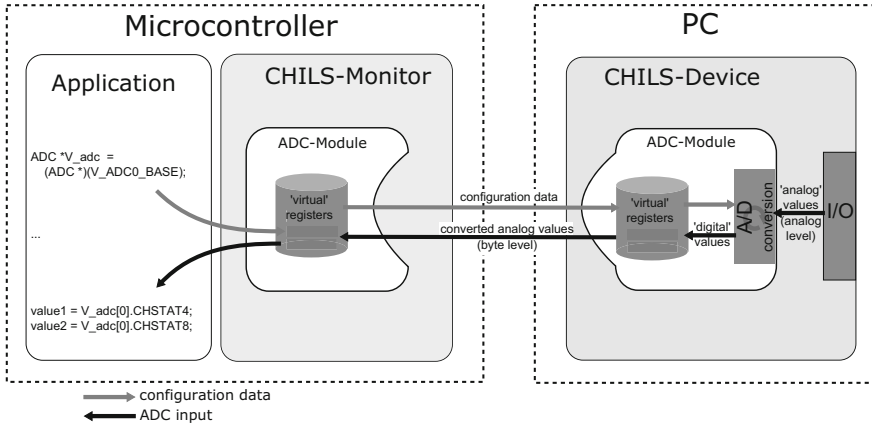 Microcontroller
PC
Application
CHILS-Monitor
CHILS-Device
ADC-Module
ADC-Module
ADC *V_adc =
(ADC *)(V_ADC0_BASE);
...
value1 = V_adc[0].CHSTAT4;
value2 = V_adc[0].CHSTAT8;
'virtual'
registers
configuration data
converted analog values
(byte level)
'virtual'
registers
'digital'
values
A/D
conversion
'analog'
values
(analog
level)
I/O
configuration data
ADC input